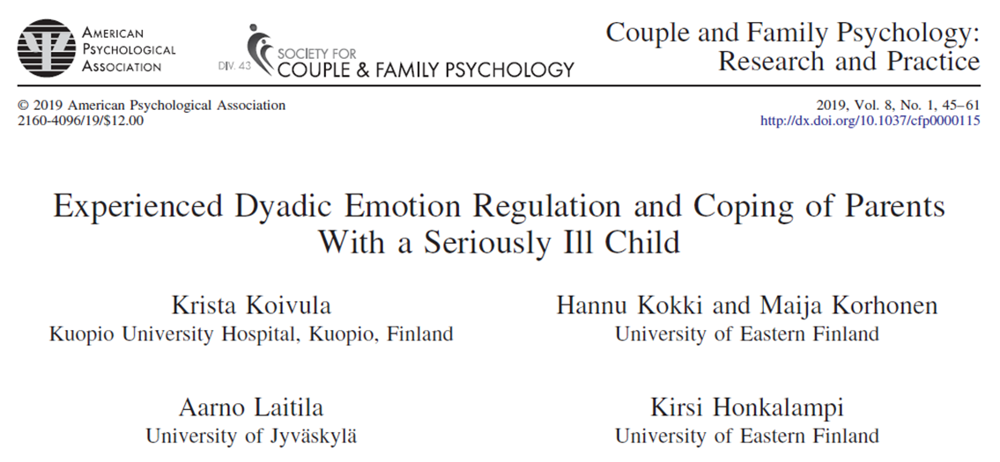 AMERICAN
PSYCHOLOGICAL
ASSOCIATION
DIV. 43
SOCIETY FOR
COUPLE & FAMILY PSYCHOLOGY
Couple and Family Psychology:
Research and Practice
© 2019 American Psychological Association
2160-4096/19/$12.00
2019, Vol. 8, No. 1, 45–61
http://dx.doi.org/10.1037/cfp0000115
Experienced Dyadic Emotion Regulation and Coping of Parents
With a Seriously Ill Child
Krista Koivula
Kuopio University Hospital, Kuopio, Finland
Hannu Kokki and Maija Korhonen
University of Eastern Finland
Aarno Laitila
University of Jyväskylä
Kirsi Honkalampi
University of Eastern Finland